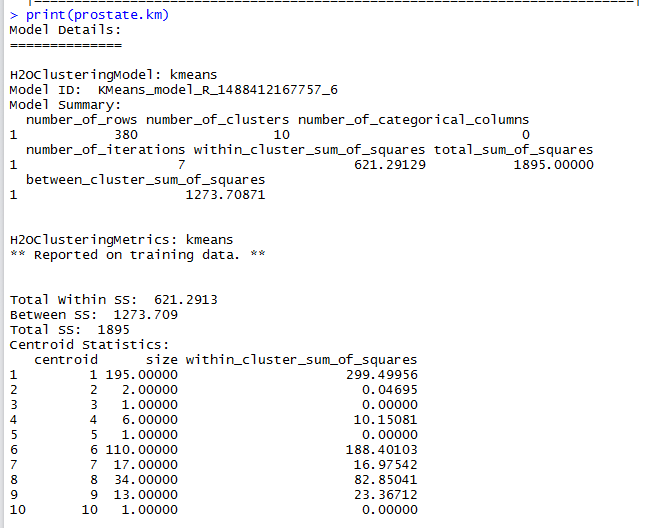 |======================================================================|
> print(prostate.km)
Model Details:
==============
H2OClusteringModel: kmeans
Model ID:  KMeans_model_R_1488412167757_6
Model Summary:
  number_of_rows number_of_clusters number_of_categorical_columns
1            380                 10                             0
  number_of_iterations within_cluster_sum_of_squares total_sum_of_squares
1                    7                     621.29129           1895.00000
  between_cluster_sum_of_squares
1                     1273.70871
H2OClusteringMetrics: kmeans
** Reported on training data. **
Total Within SS:  621.2913
Between SS:  1273.709
Total SS:  1895
Centroid Statistics:
   centroid      size within_cluster_sum_of_squares
1         1 195.00000                     299.49956
2         2   2.00000                       0.04695
3         3   1.00000                       0.00000
4         4   6.00000                      10.15081
5         5   1.00000                       0.00000
6         6 110.00000                     188.40103
7         7  17.00000                      16.97542
8         8  34.00000                      82.85041
9         9  13.00000                      23.36712
10       10   1.00000                       0.00000